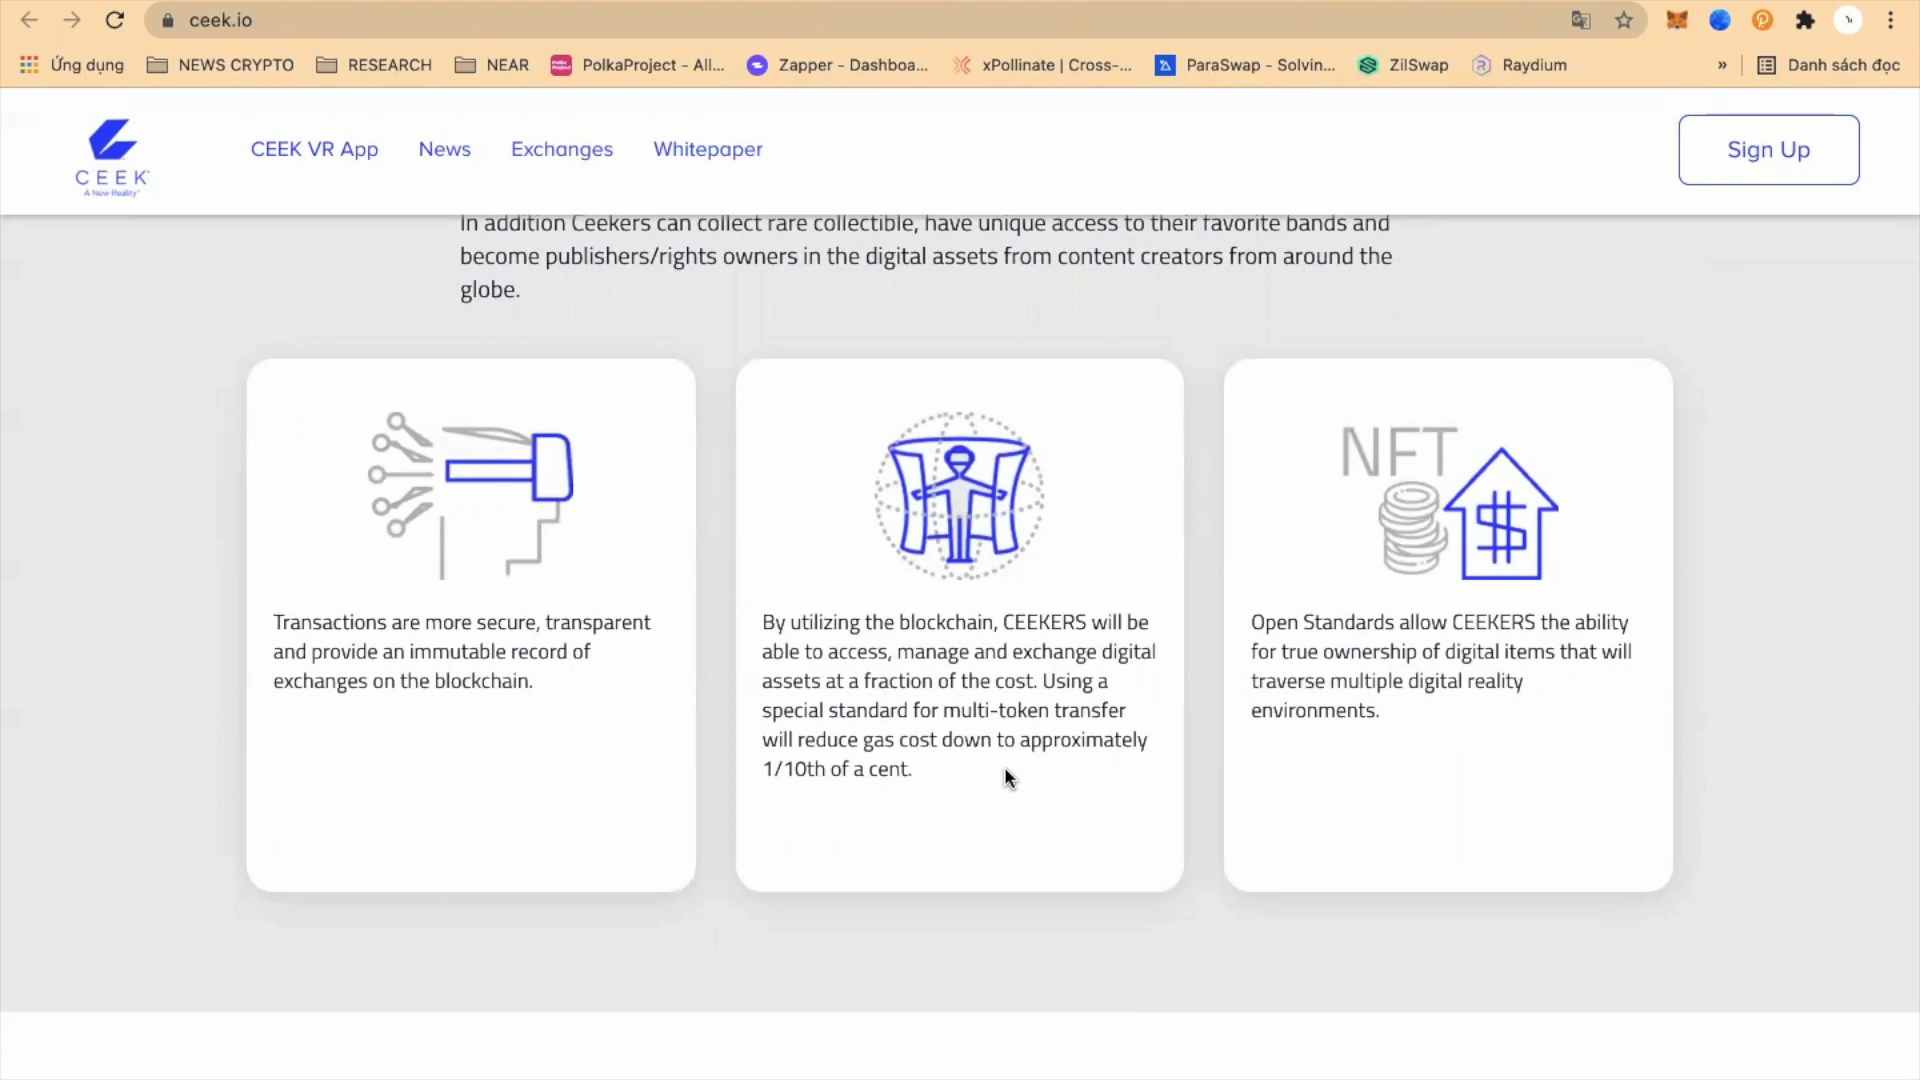 ceek.io
Ứng dụng NEWS CRYPTO RESEARCH NEAR PolkaProject - All... Zapper - Dashboa... xPollinate | Cross-... ParaSwap - Solvin... ZilSwap Raydium » Danh sách đọc
CEEK
A New Reality
CEEK VR App News Exchanges Whitepaper Sign Up
In addition Ceekers can collect rare collectible, have unique access to their favorite bands and
become publishers/rights owners in the digital assets from content creators from around the
globe.
Transactions are more secure, transparent
and provide an immutable record of
exchanges on the blockchain.
By utilizing the blockchain, CEEKERS will be
able to access, manage and exchange digital
assets at a fraction of the cost. Using a
special standard for multi-token transfer
will reduce gas cost down to approximately
1/10th of a cent.
NFT
$
Open Standards allow CEEKERS the ability
for true ownership of digital items that will
traverse multiple digital reality
environments.